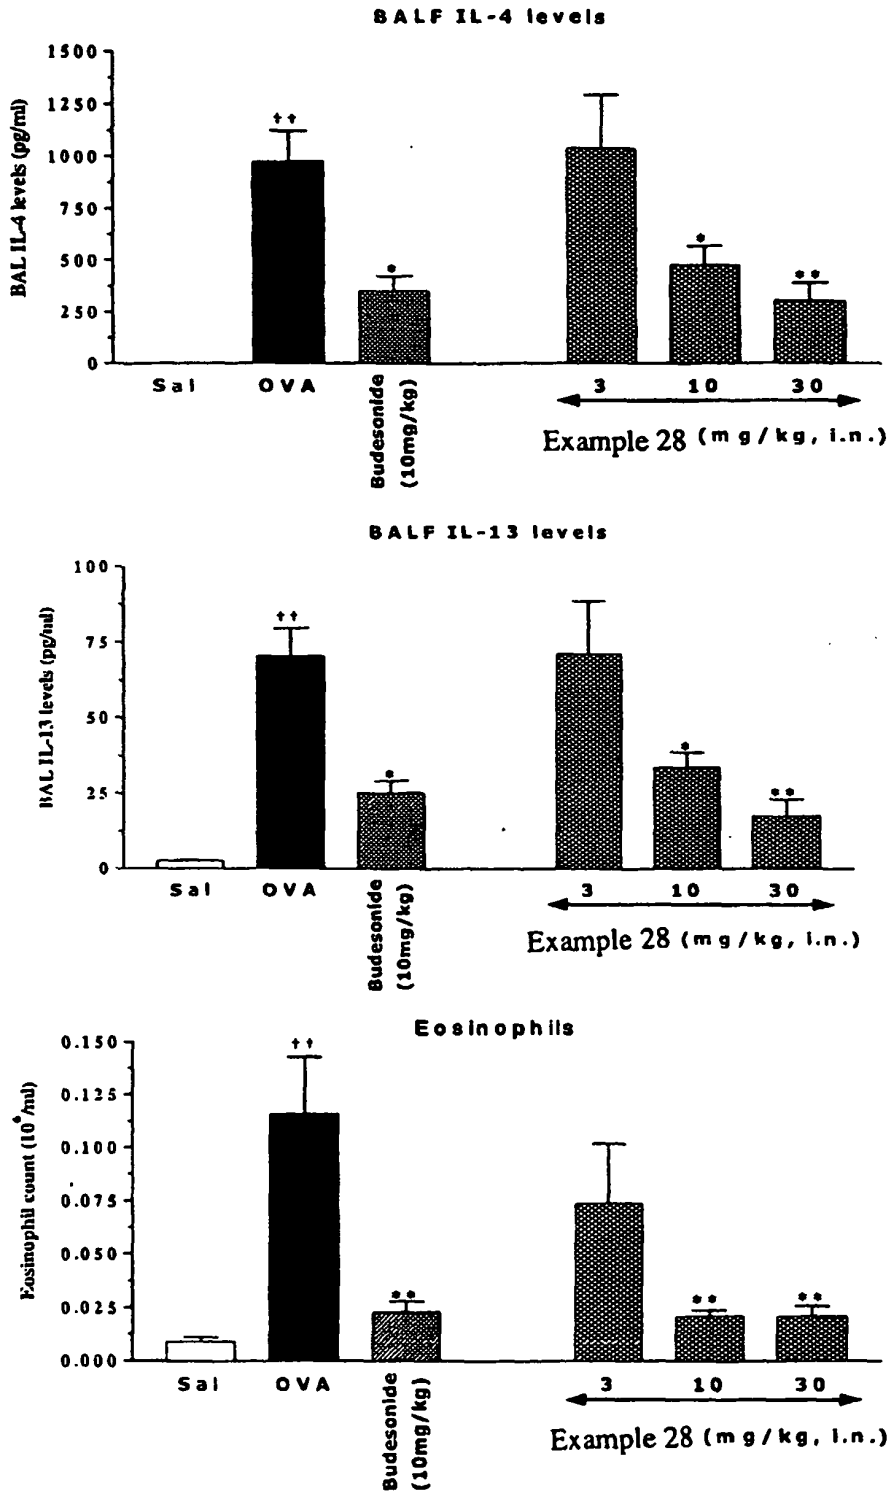 BALF IL-4 levels
BAL IL-4 levels (pg/ml)
1500
1250
1000
750
500
250
0
††
*
*
**
Sal OVA Budesonide (10mg/kg) 3 10 30
Example 28 (mg/kg, i.n.)
BALF IL-13 levels
BAL IL-13 levels (pg/ml)
100
75
50
25
0
††
*
*
**
Sal OVA Budesonide (10mg/kg) 3 10 30
Example 28 (mg/kg, i.n.)
Eosinophils
Eosinophil count (10⁶/ml)
0.150
0.125
0.100
0.075
0.050
0.025
0.000
††
**
**
**
Sal OVA Budesonide (10mg/kg) 3 10 30
Example 28 (mg/kg, i.n.)